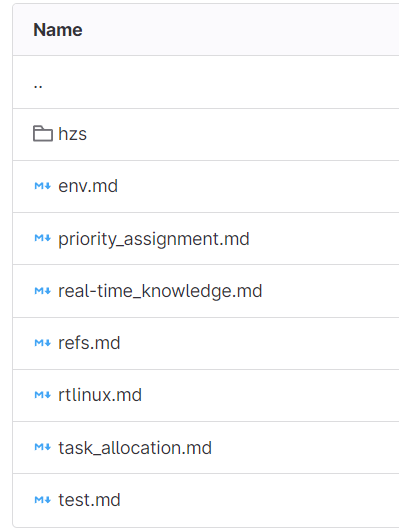 Name
..
hzs
env.md
priority_assignment.md
real-time_knowledge.md
refs.md
rtlinux.md
task_allocation.md
test.md